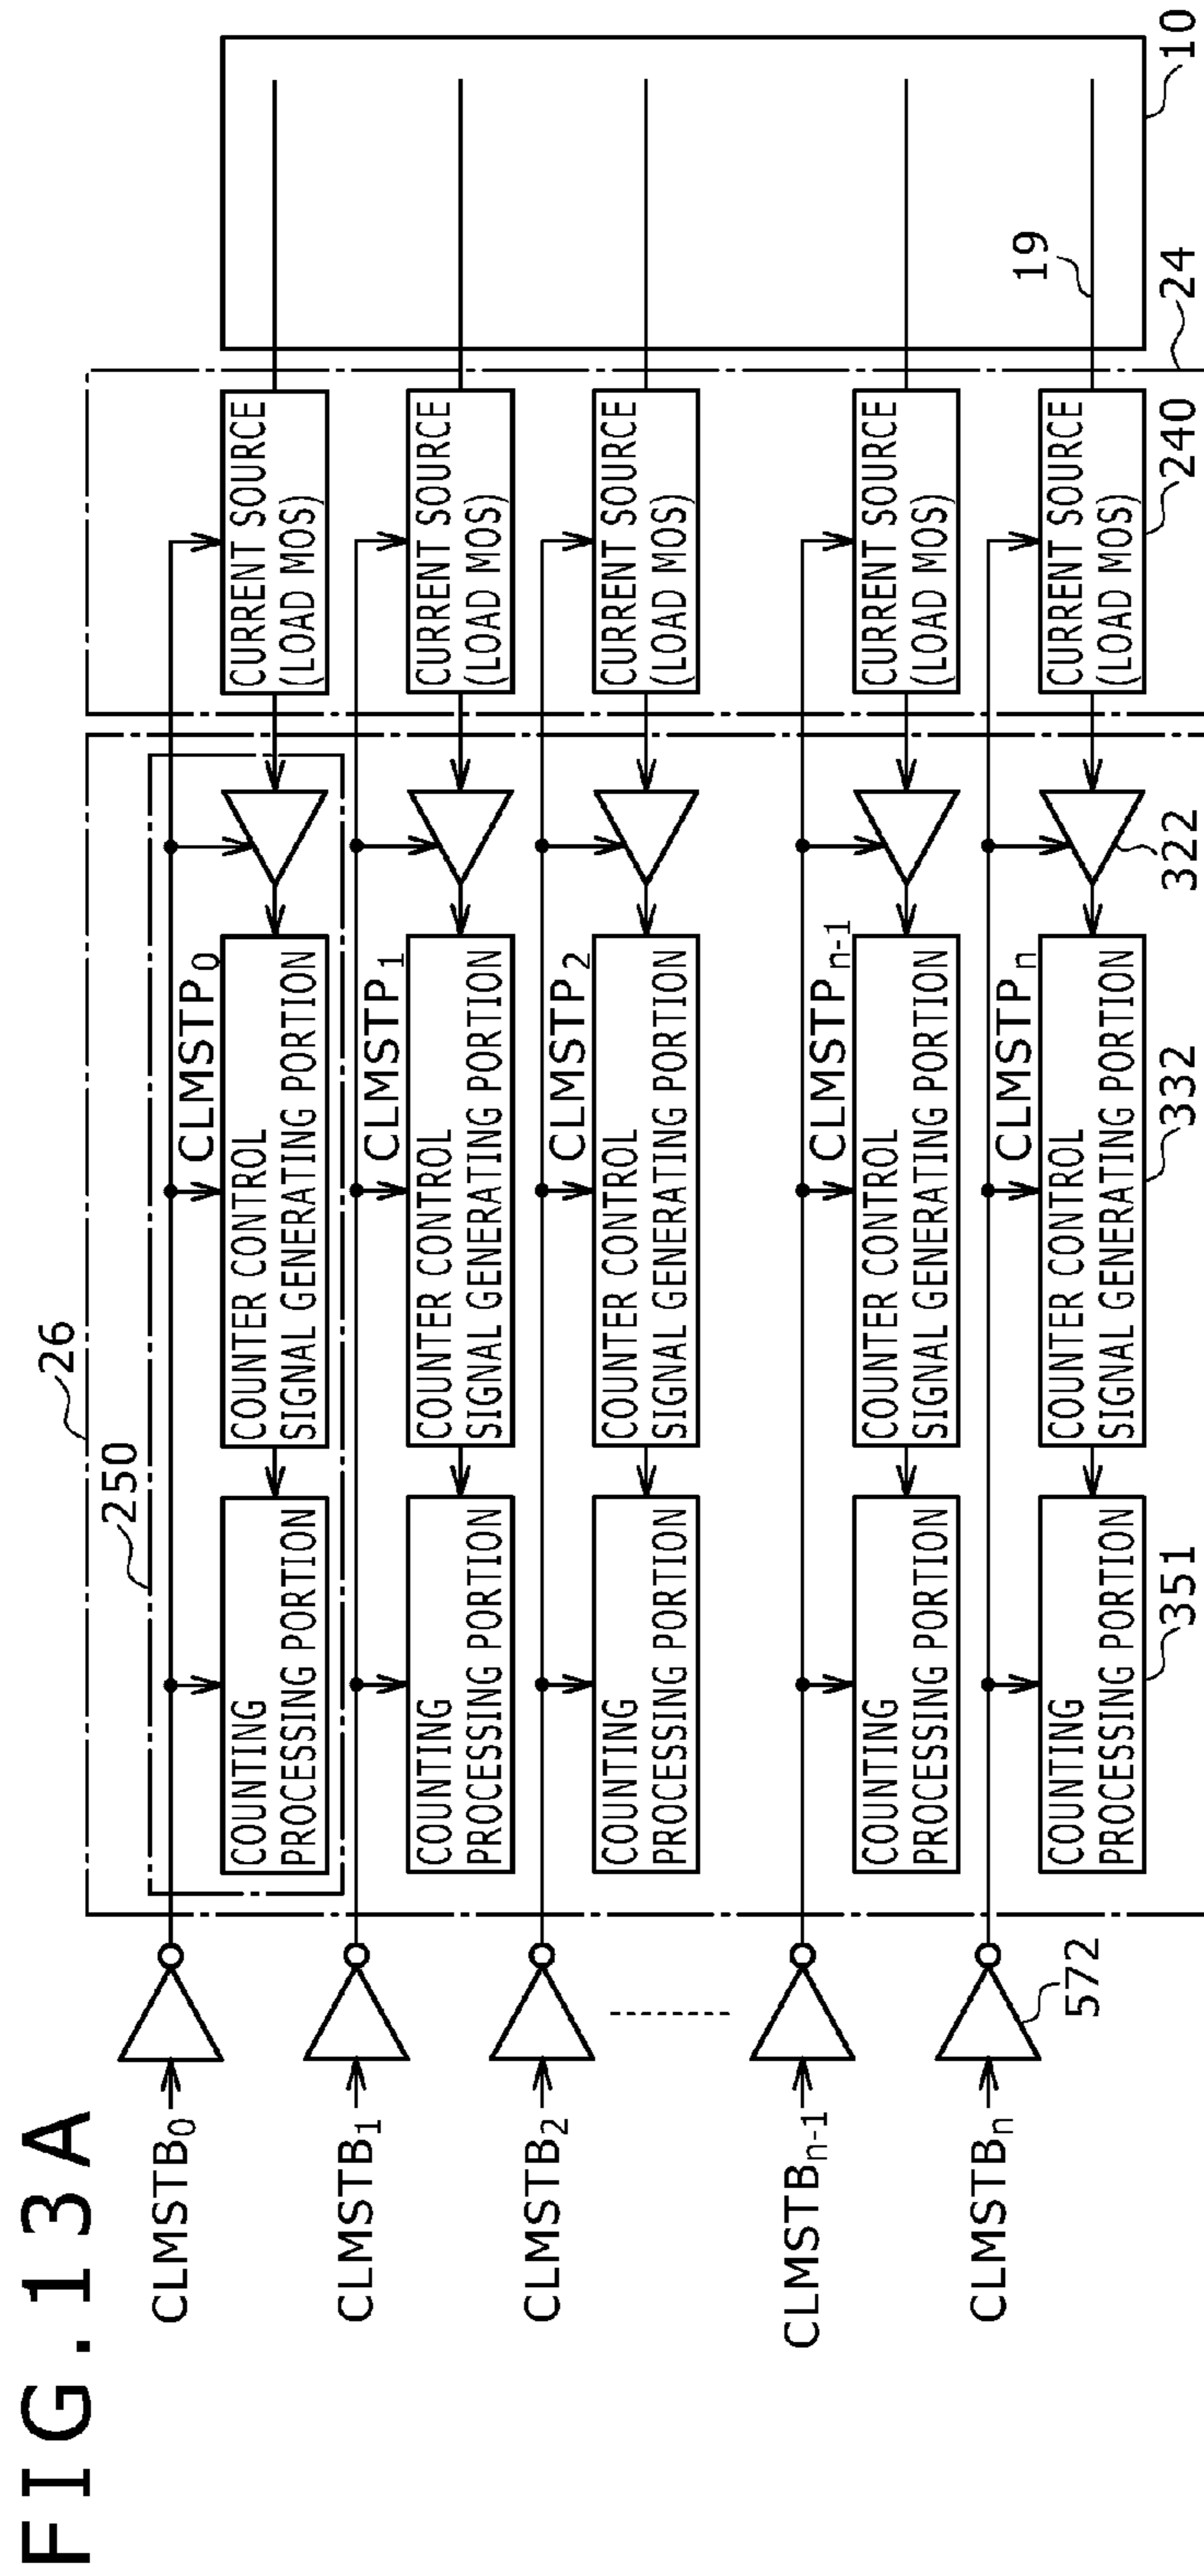 FIG.13A
26
250
CLMSTB0
COUNTING
PROCESSING PORTION
COUNTER CONTROL
SIGNAL GENERATING PORTION
CLMSTP0
CURRENT SOURCE
(LOAD MOS)
CLMSTB1
COUNTING
PROCESSING PORTION
COUNTER CONTROL
SIGNAL GENERATING PORTION
CLMSTP1
CURRENT SOURCE
(LOAD MOS)
CLMSTB2
COUNTING
PROCESSING PORTION
COUNTER CONTROL
SIGNAL GENERATING PORTION
CLMSTP2
CURRENT SOURCE
(LOAD MOS)
CLMSTBn-1
COUNTING
PROCESSING PORTION
COUNTER CONTROL
SIGNAL GENERATING PORTION
CLMSTPn-1
CURRENT SOURCE
(LOAD MOS)
CLMSTBn
COUNTING
PROCESSING PORTION
COUNTER CONTROL
SIGNAL GENERATING PORTION
CLMSTPn
CURRENT SOURCE
(LOAD MOS)
19
572
351
332
322
240
24
10